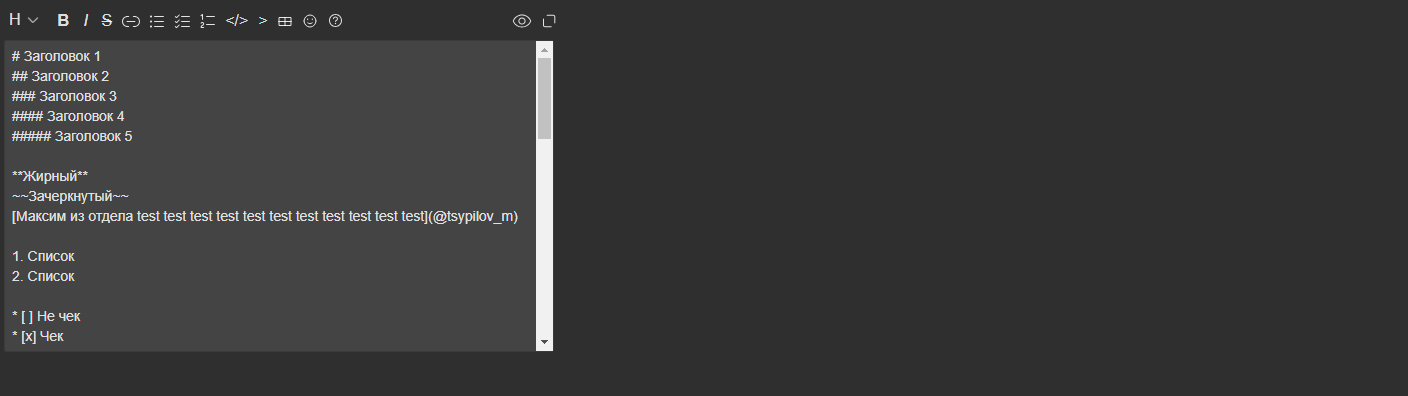 H B I S </> >
# Заголовок 1
## Заголовок 2
### Заголовок 3
#### Заголовок 4
##### Заголовок 5
**Жирный**
~~Зачеркнутый~~
[Максим из отдела test test test test test test test test test test test](@tsypilov_m)
1. Список
2. Список
* [ ] Не чек
* [x] Чек